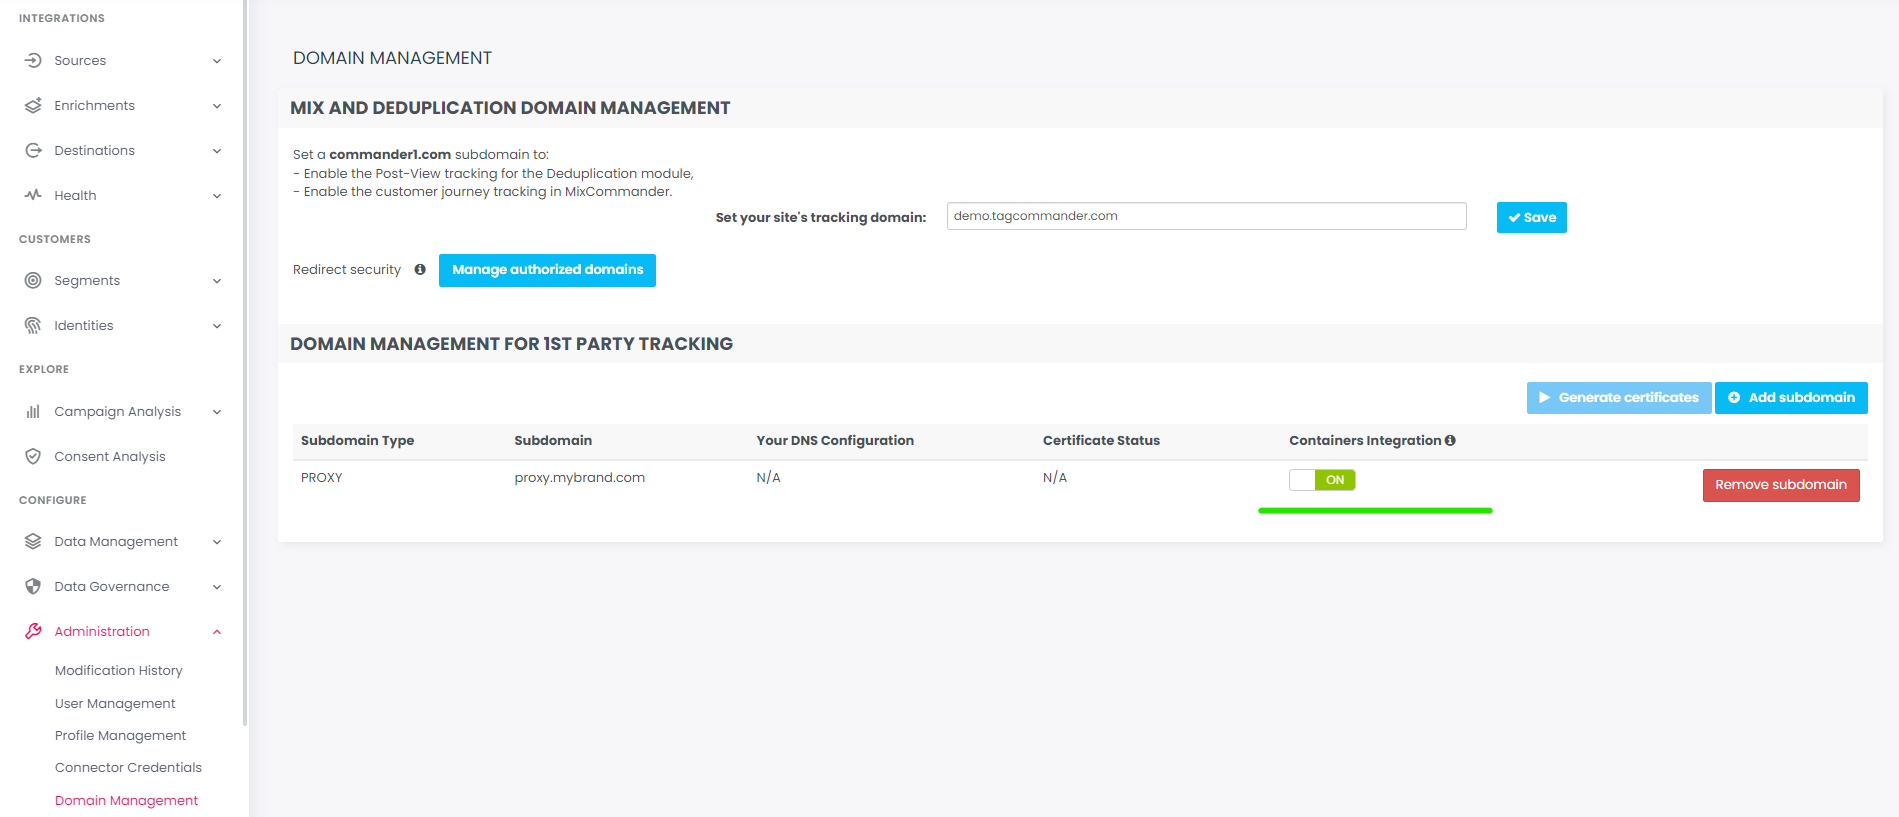 INTEGRATIONS
Sources
Enrichments
Destinations
Health
CUSTOMERS
Segments
Identities
EXPLORE
Campaign Analysis
Consent Analysis
CONFIGURE
Data Management
Data Governance
Administration
Modification History
User Management
Profile Management
Connector Credentials
Domain Management
DOMAIN MANAGEMENT
MIX AND DEDUPLICATION DOMAIN MANAGEMENT
Set a commander1.com subdomain to:
- Enable the Post-View tracking for the Deduplication module,
- Enable the customer journey tracking in MixCommander.
Set your site's tracking domain: demo.tagcommander.com Save
Redirect security Manage authorized domains
DOMAIN MANAGEMENT FOR 1ST PARTY TRACKING
Generate certificates Add subdomain
Subdomain Type Subdomain Your DNS Configuration Certificate Status Containers Integration
PROXY proxy.mybrand.com N/A N/A ON Remove subdomain